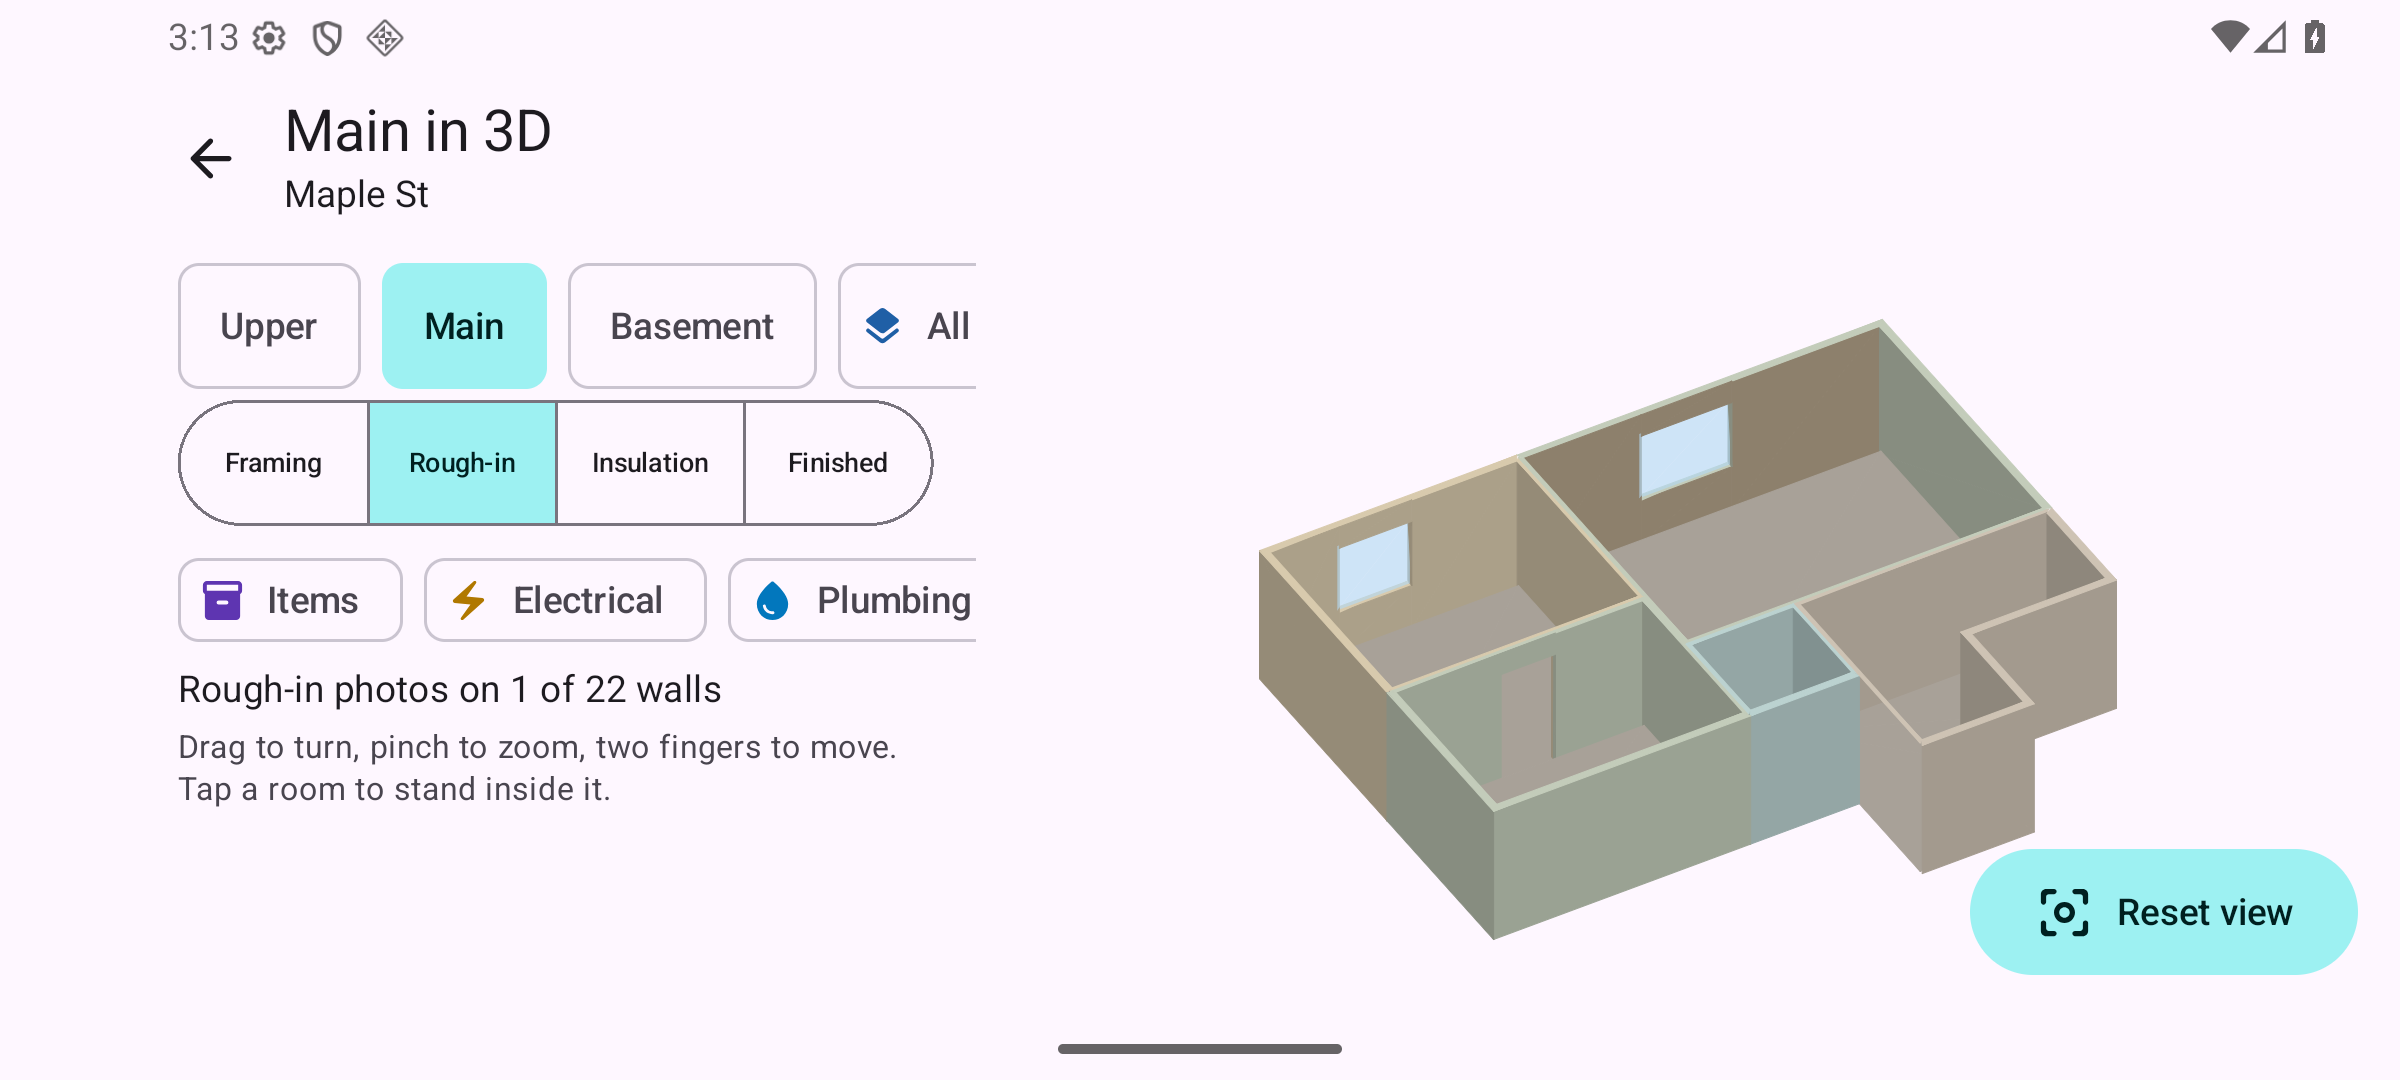 3:13
Main in 3D
Maple St
Upper Main Basement All
Framing Rough-in Insulation Finished
Items Electrical Plumbing
Rough-in photos on 1 of 22 walls
Drag to turn, pinch to zoom, two fingers to move.
Tap a room to stand inside it.
Reset view